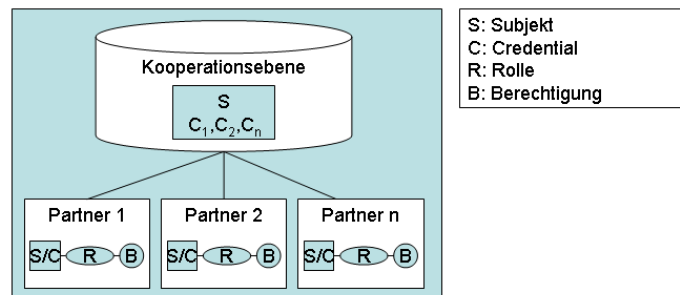 Kooperationsebene
S
C1,C2,Cn
Partner 1
S/C R B
Partner 2
S/C R B
Partner n
S/C R B
S: Subjekt
C: Credential
R: Rolle
B: Berechtigung